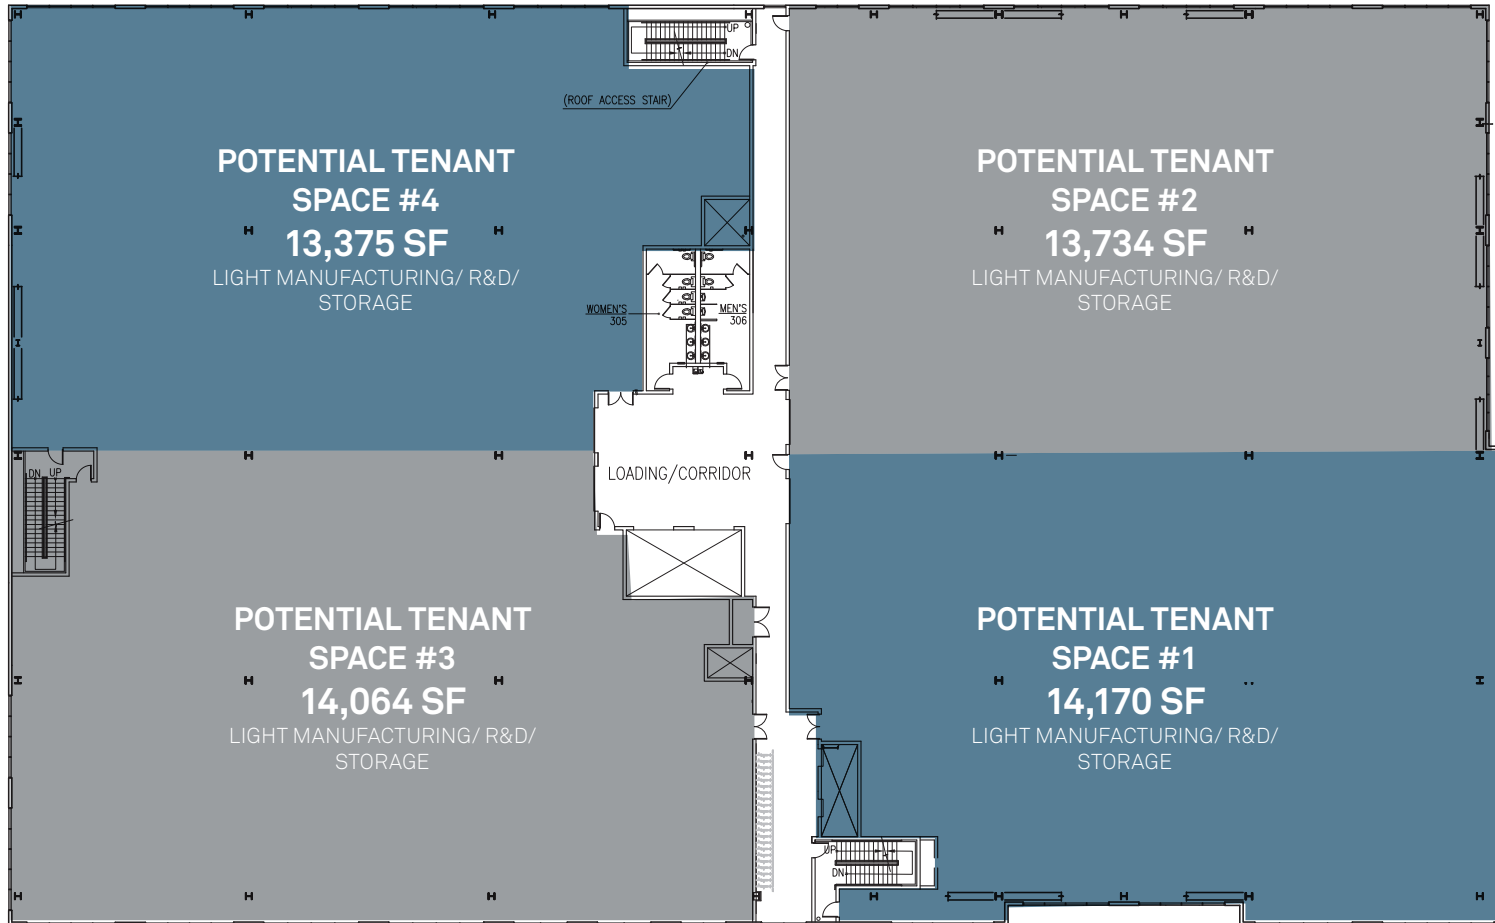 UP
DN
(ROOF ACCESS STAIR)
POTENTIAL TENANT
SPACE #4
13,375 SF
LIGHT MANUFACTURING/ R&D/
STORAGE
POTENTIAL TENANT
SPACE #2
13,734 SF
LIGHT MANUFACTURING/ R&D/
STORAGE
WOMEN'S
305
MEN'S
306
LOADING/CORRIDOR
DN UP
POTENTIAL TENANT
SPACE #3
14,064 SF
LIGHT MANUFACTURING/ R&D/
STORAGE
POTENTIAL TENANT
SPACE #1
14,170 SF
LIGHT MANUFACTURING/ R&D/
STORAGE
UP
DN